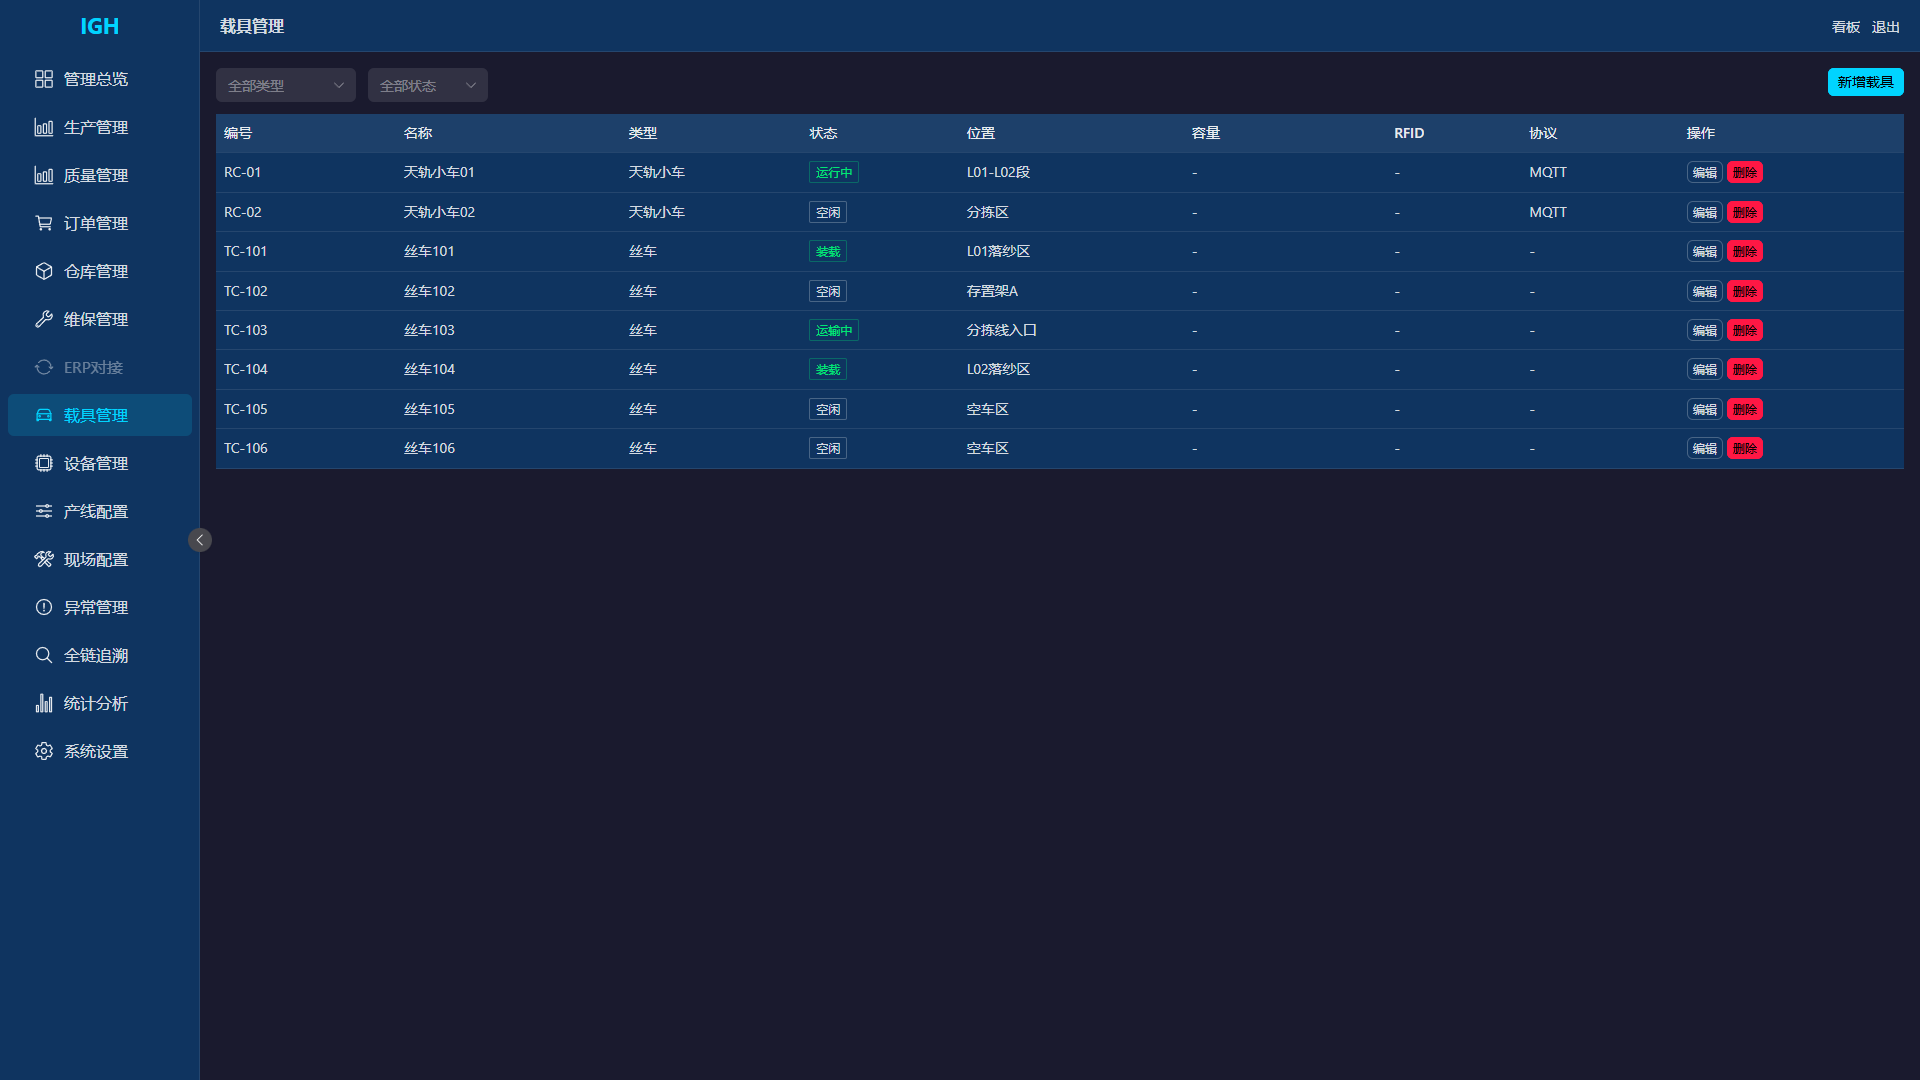 IGH
管理总览
生产管理
质量管理
订单管理
仓库管理
维保管理
ERP对接
载具管理
设备管理
产线配置
现场配置
异常管理
全链追溯
统计分析
系统设置
载具管理
看板 退出
全部类型 全部状态 新增载具
编号 名称 类型 状态 位置 容量 RFID 协议 操作
RC-01 天轨小车01 天轨小车 运行中 L01-L02段 - - MQTT 编辑 删除
RC-02 天轨小车02 天轨小车 空闲 分拣区 - - MQTT 编辑 删除
TC-101 丝车101 丝车 装载 L01落纱区 - - - 编辑 删除
TC-102 丝车102 丝车 空闲 存置架A - - - 编辑 删除
TC-103 丝车103 丝车 运输中 分拣线入口 - - - 编辑 删除
TC-104 丝车104 丝车 装载 L02落纱区 - - - 编辑 删除
TC-105 丝车105 丝车 空闲 空车区 - - - 编辑 删除
TC-106 丝车106 丝车 空闲 空车区 - - - 编辑 删除